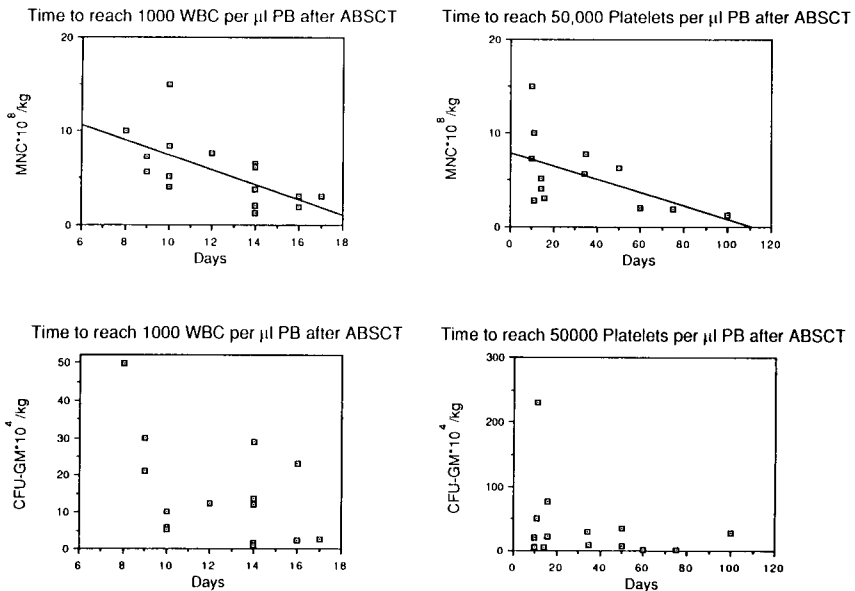 Time to reach 1000 WBC per µl PB after ABSCT
20
10
0
MNC*10^8 /kg
6 8 10 12 14 16 18
Days
Time to reach 50,000 Platelets per µl PB after ABSCT
20
10
0
MNC*10^8 /kg
0 20 40 60 80 100 120
Days
Time to reach 1000 WBC per µl PB after ABSCT
50
40
30
20
10
0
CFU-GM*10^4 /kg
6 8 10 12 14 16 18
Days
Time to reach 50000 Platelets per µl PB after ABSCT
300
200
100
0
CFU-GM*10^4 /kg
0 20 40 60 80 100 120
Days